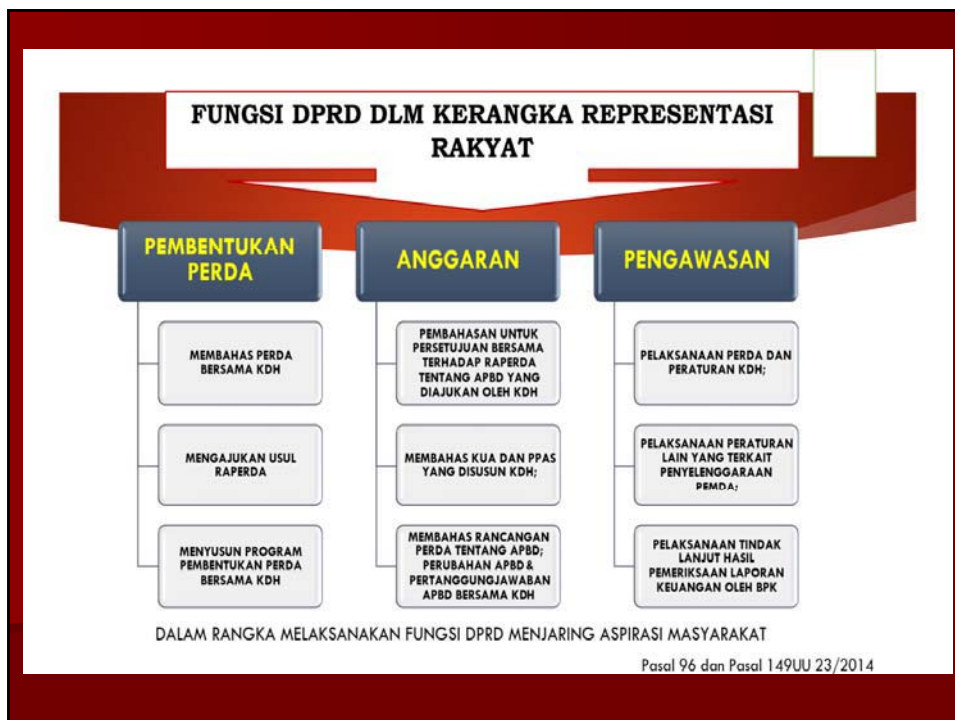 FUNGSI DPRD DLM KERANGKA REPRESENTASI
RAKYAT
PEMBENTUKAN
PERDA
MEMBAHAS PERDA
BERSAMA KDH
MENGAJUKAN USUL
RAPERDA
MENYUSUN PROGRAM
PEMBENTUKAN PERDA
BERSAMA KDH
ANGGARAN
PEMBAHASAN UNTUK
PERSETUJUAN BERSAMA
TERHADAP RAPERDA
TENTANG APBD YANG
DIAJUKAN OLEH KDH
MEMBAHAS KUA DAN PPAS
YANG DISUSUN KDH;
MEMBAHAS RANCANGAN
PERDA TENTANG APBD;
PERUBAHAN APBD &
PERTANGGUNGJAWABAN
APBD BERSAMA KDH
PENGAWASAN
PELAKSANAAN PERDA DAN
PERATURAN KDH;
PELAKSANAAN PERATURAN
LAIN YANG TERKAIT
PENYELENGGARAAN
PEMDA;
PELAKSANAAN TINDAK
LANJUT HASIL
PEMERIKSAAN LAPORAN
KEUANGAN OLEH BPK
DALAM RANGKA MELAKSANAKAN FUNGSI DPRD MENJARING ASPIRASI MASYARAKAT
Pasal 96 dan Pasal 149UU 23/2014